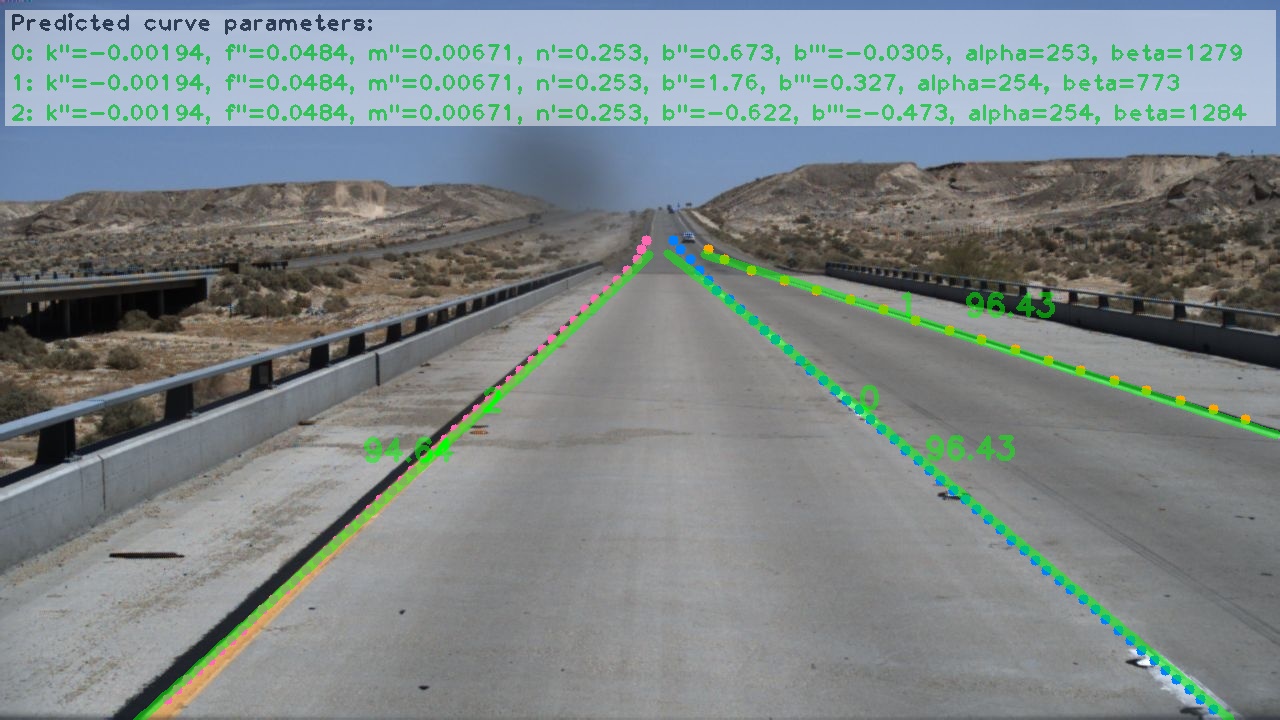 Predicted curve parameters:
0: k''=-0.00194, f''=0.0484, m''=0.00671, n'=0.253, b''=0.673, b'''=-0.0305, alpha=253, beta=1279
1: k''=-0.00194, f''=0.0484, m''=0.00671, n'=0.253, b''=1.76, b'''=0.327, alpha=254, beta=773
2: k''=-0.00194, f''=0.0484, m''=0.00671, n'=0.253, b''=-0.622, b'''=-0.473, alpha=254, beta=1284
1 96.43
2 0
94.64 96.43